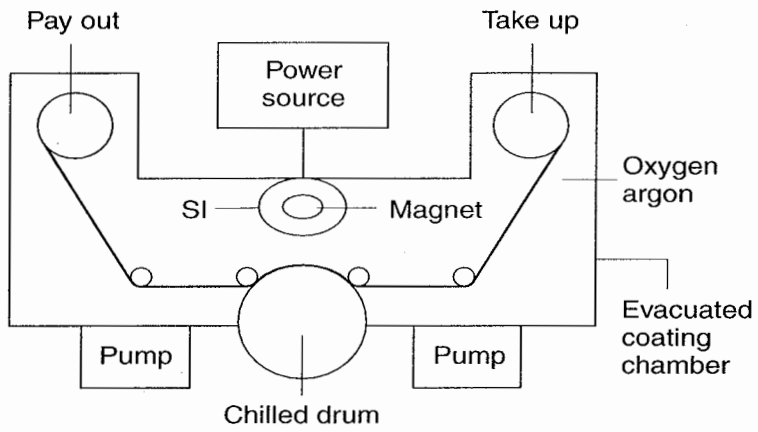 Pay out
Take up
Power
source
SI
Magnet
Oxygen
argon
Evacuated
coating
chamber
Pump
Pump
Chilled drum